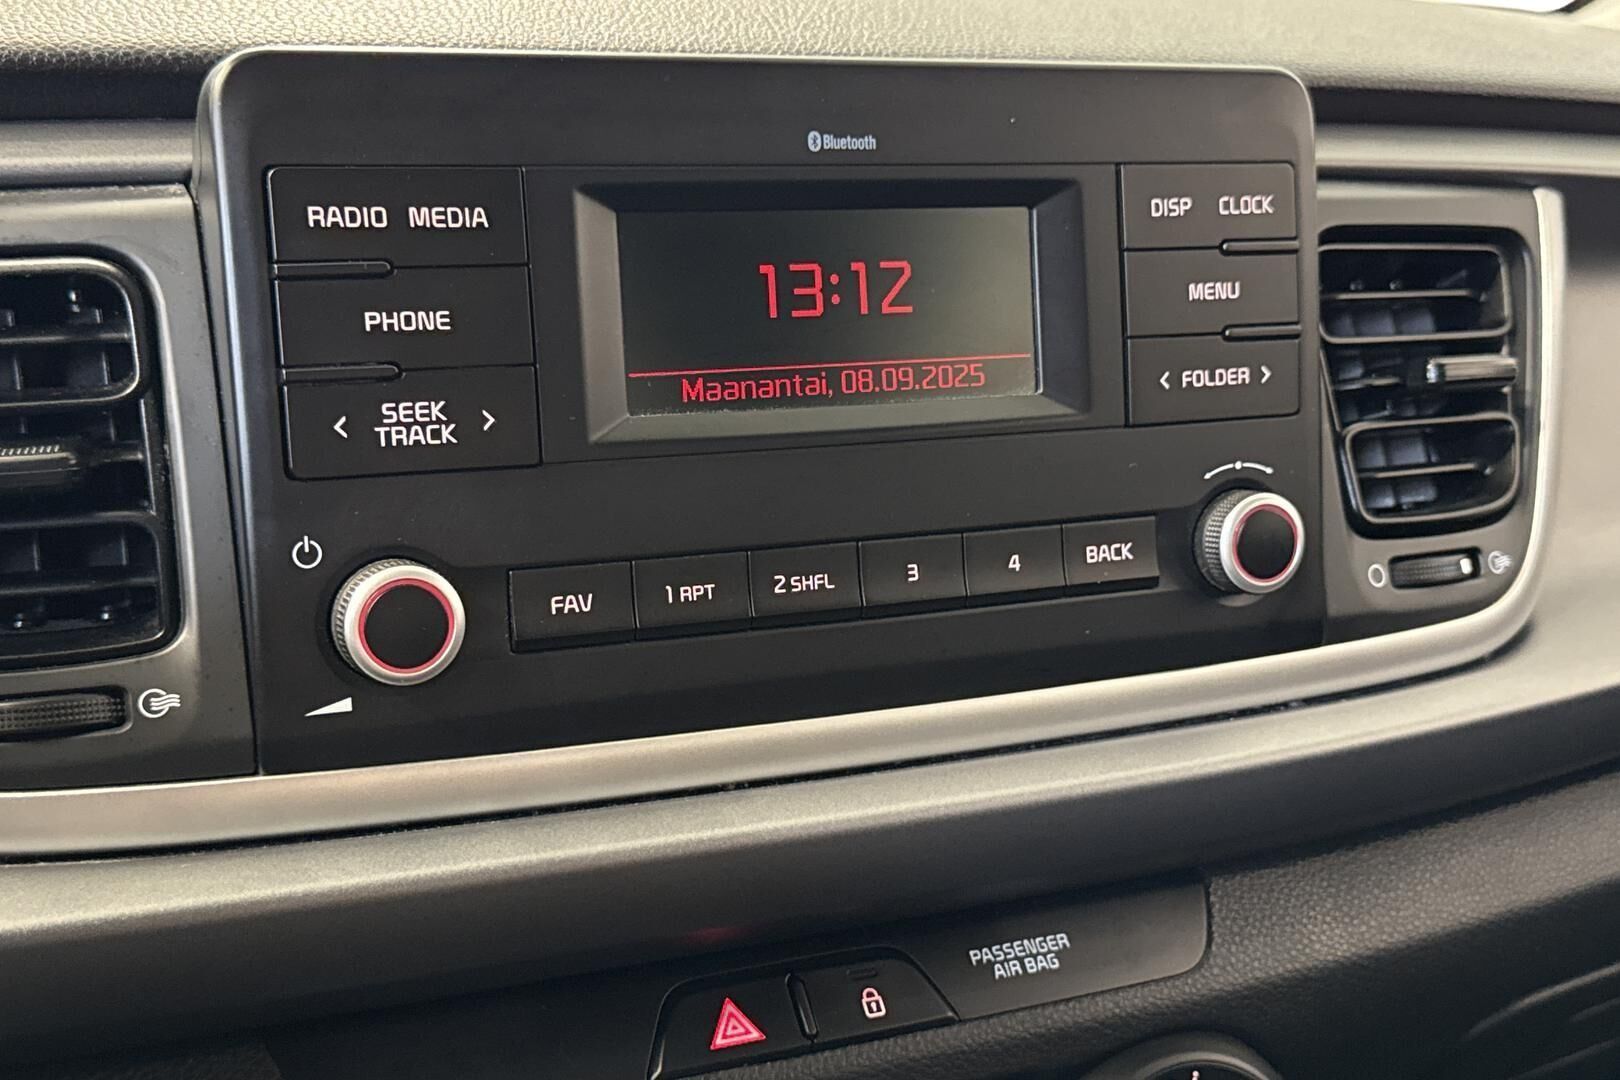 Bluetooth
RADIO MEDIA
PHONE
< SEEK TRACK >
13:12
Maanantai, 08.09.2025
DISP CLOCK
MENU
< FOLDER >
FAV 1 RPT 2 SHFL 3 4 BACK
PASSENGER
AIR BAG